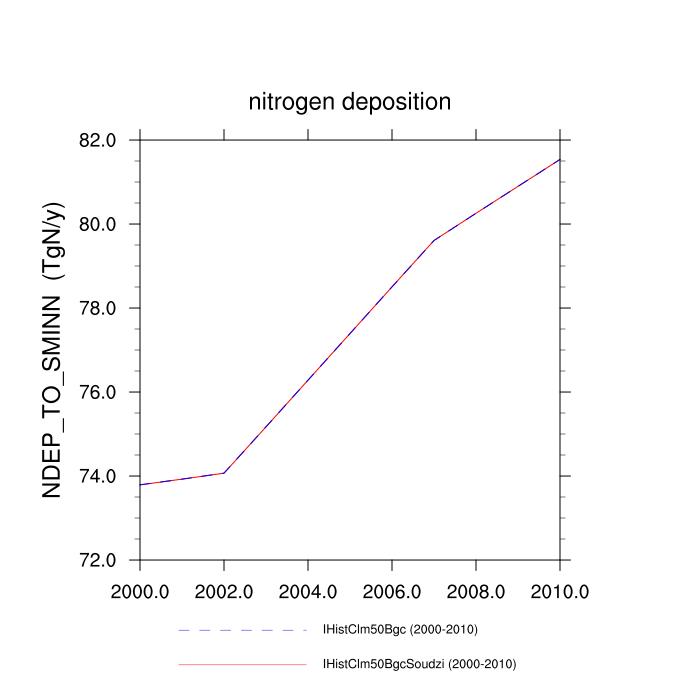 nitrogen deposition
NDEP_TO_SMINN (TgN/y)
82.0
80.0
78.0
76.0
74.0
72.0
2000.0 2002.0 2004.0 2006.0 2008.0 2010.0
IHistClm50Bgc (2000-2010)
IHistClm50BgcSoudzi (2000-2010)